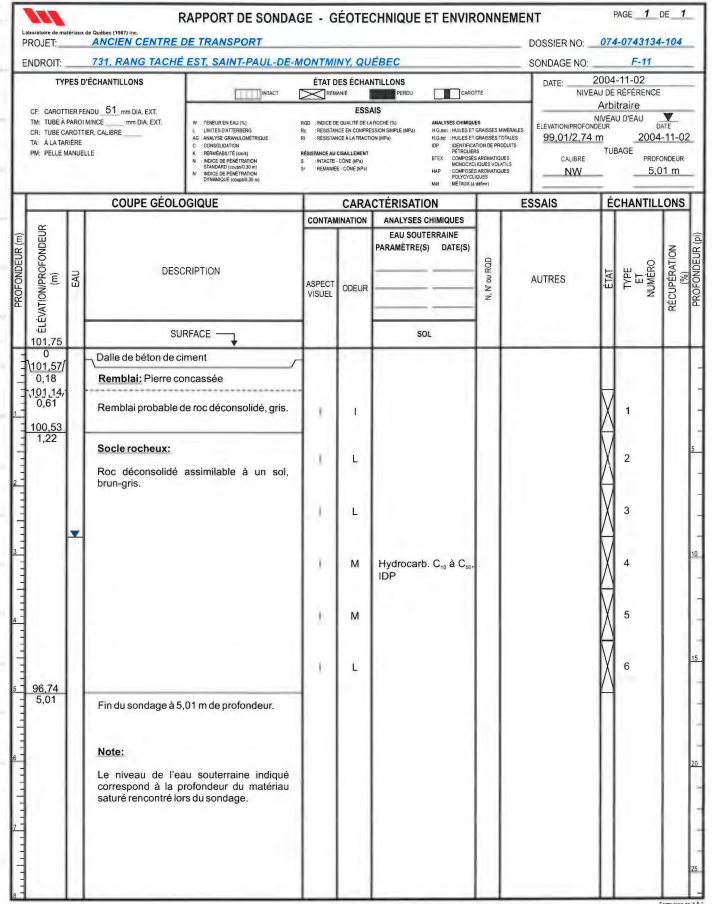 RAPPORT DE SONDAGE - GÉOTECHNIQUE ET ENVIRONNEMENT
PAGE 1 DE 1
Laboratoire de matériaux de Québec (1987) inc.
PROJET: ANCIEN CENTRE DE TRANSPORT
DOSSIER NO: 074-0743134-104
ENDROIT: 731, RANG TACHÉ EST, SAINT-PAUL-DE-MONTMINY, QUÉBEC
SONDAGE NO: F-11
TYPES D'ÉCHANTILLONS
CF: CAROTTIER FENDU 51 mm DIA. EXT.
TM: TUBE À PAROI MINCE mm DIA. EXT.
CR: TUBE CAROTTIER, CALIBRE
TA: À LA TARIÈRE
PM: PELLE MANUELLE
ÉTAT DES ÉCHANTILLONS
INTACT REMANIÉ PERDU CAROTTE
ESSAIS
W : TENEUR EN EAU (%)
L : LIMITES D'ATTERBERG
AG : ANALYSE GRANULOMÉTRIQUE
C : CONSOLIDATION
K : PERMÉABILITÉ (cm/s)
N : INDICE DE PÉNÉTRATION
STANDARD (coups/0.30 m)
N' : INDICE DE PÉNÉTRATION
DYNAMIQUE (coups/0.30 m)
RQD : INDICE DE QUALITÉ DE LA ROCHE (%)
Rc : RÉSISTANCE EN COMPRESSION SIMPLE (MPa)
Rt : RÉSISTANCE À LA TRACTION (MPa)
RÉSISTANCE AU CISAILLEMENT
S : INTACTE - CÔNE (kPa)
Sr : REMANIÉE - CÔNE (kPa)
ANALYSES CHIMIQUES
H.G.mn : HUILES ET GRAISSES MINÉRALES
H.G.tot : HUILES ET GRAISSES TOTALES
IDP : IDENTIFICATION DE PRODUITS
PÉTROLIERS
BTEX : COMPOSÉS AROMATIQUES
MONOCYCLIQUES VOLATILS
HAP : COMPOSÉS AROMATIQUES
POLYCYCLIQUES
Mét : MÉTAUX (à définir)
DATE: 2004-11-02
NIVEAU DE RÉFÉRENCE
Arbitraire
NIVEAU D'EAU
ÉLÉVATION/PROFONDEUR DATE
99,01/2,74 m 2004-11-02
TUBAGE
CALIBRE PROFONDEUR
NW 5,01 m
COUPE GÉOLOGIQUE
CARACTÉRISATION
ESSAIS
ÉCHANTILLONS
PROFONDEUR (m)
ÉLÉVATION/PROFONDEUR (m)
EAU
DESCRIPTION
CONTAMINATION
ASPECT VISUEL
ODEUR
ANALYSES CHIMIQUES
EAU SOUTERRAINE
PARAMÈTRE(S) DATE(S)
SOL
N, N' ou RQD
AUTRES
ÉTAT
TYPE ET NUMÉRO
RÉCUPÉRATION (%)
PROFONDEUR (pi)
101,75
SURFACE
0
Dalle de béton de ciment
101,57
0,18
Remblai: Pierre concassée
101,14
0,61
Remblai probable de roc déconsolidé, gris.
I I 1
1
100,53
1,22
Socle rocheux:
Roc déconsolidé assimilable à un sol,
brun-gris.
5
I L 2
2
I L 3
3
10
I M Hydrocarb. C₁₀ à C₅₀, 4
IDP
I M 5
4
15
I L 6
5
96,74
5,01
Fin du sondage à 5,01 m de profondeur.
Note:
6
20
Le niveau de l'eau souterraine indiqué
correspond à la profondeur du matériau
saturé rencontré lors du sondage.
7
25
8